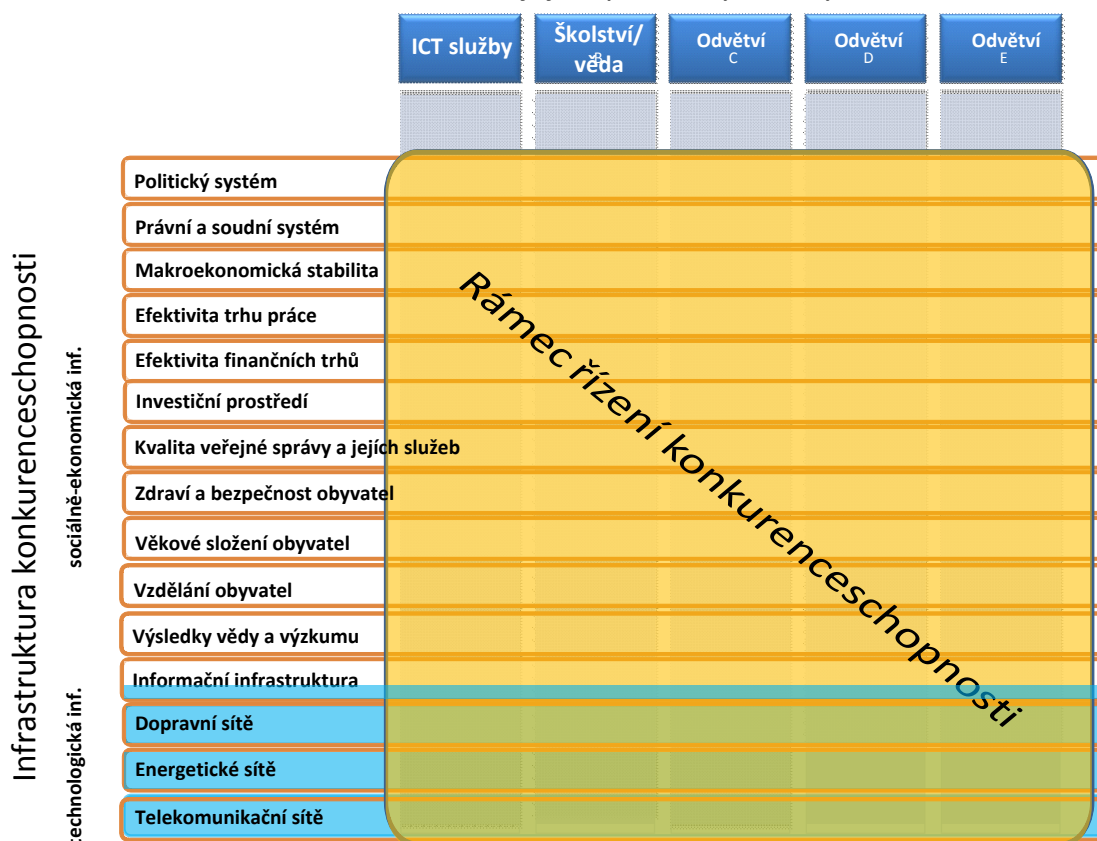 ICT služby
Školství/
věda
B
Odvětví
C
Odvětví
D
Odvětví
E
Infrastruktura konkurenceschopnosti
sociálně-ekonomická inf.
technologická inf.
Politický systém
Právní a soudní systém
Makroekonomická stabilita
Efektivita trhu práce
Efektivita finančních trhů
Investiční prostředí
Kvalita veřejné správy a jejích služeb
Zdraví a bezpečnost obyvatel
Věkové složení obyvatel
Vzdělání obyvatel
Výsledky vědy a výzkumu
Informační infrastruktura
Dopravní sítě
Energetické sítě
Telekomunikační sítě
Rámec řízení konkurenceschopnosti